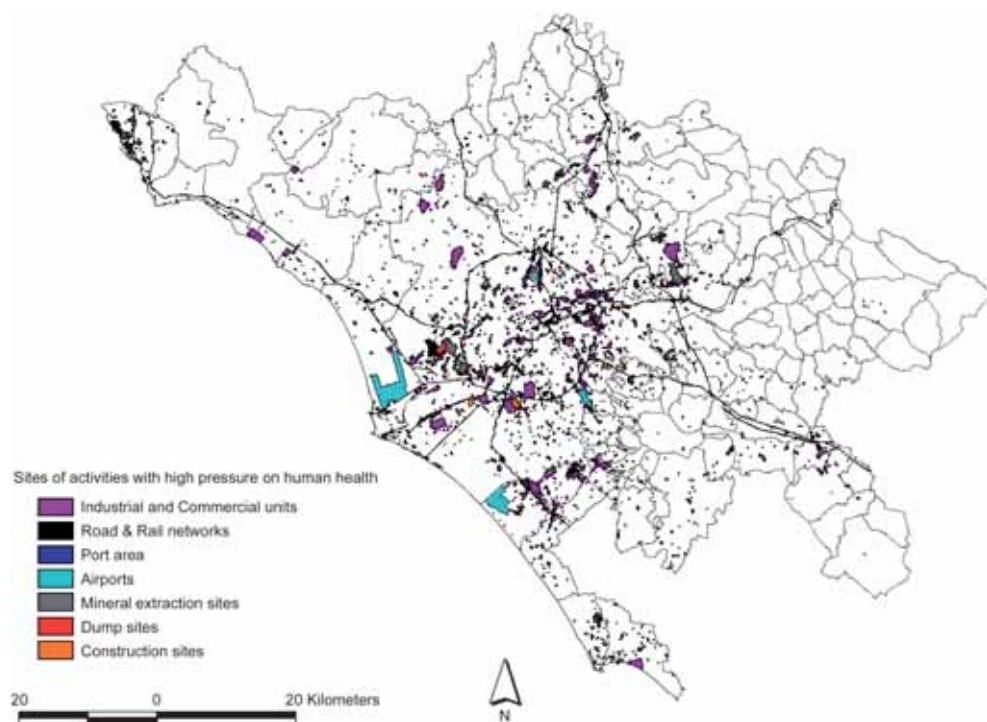 Sites of activities with high pressure on human health
Industrial and Commercial units
Road & Rail networks
Port area
Airports
Mineral extraction sites
Dump sites
Construction sites
20 0 20 Kilometers
N